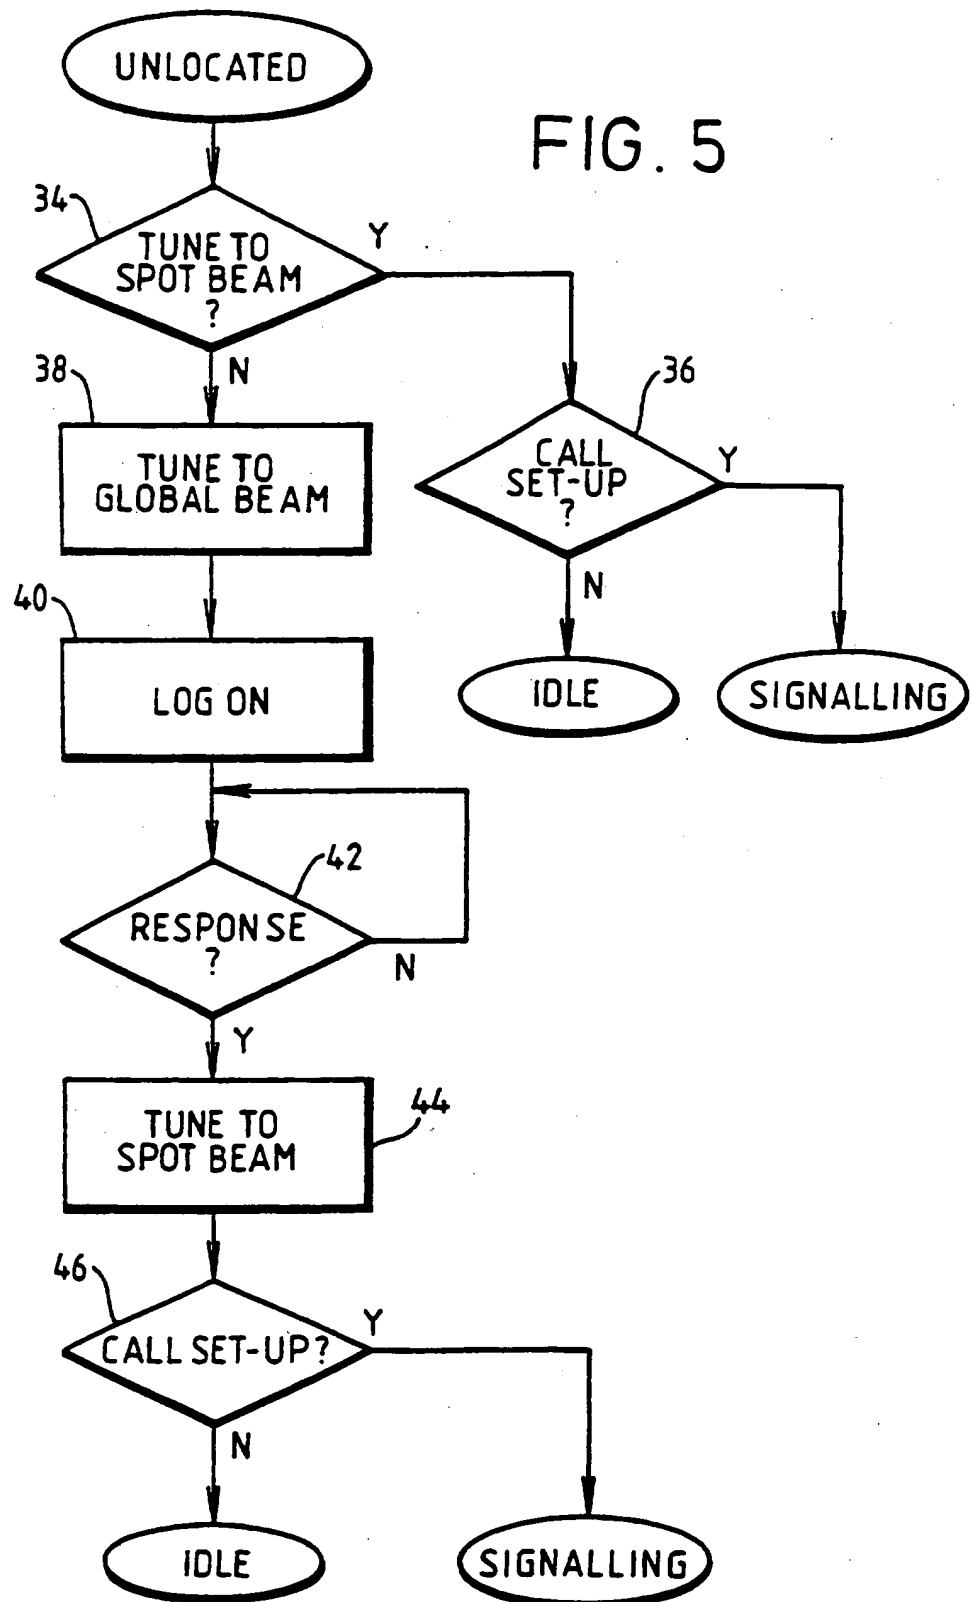 UNLOCATED
FIG. 5
34
TUNE TO
SPOT BEAM
?
Y
N
38
TUNE TO
GLOBAL BEAM
36
CALL
SET-UP
?
Y
N
40
LOG ON
IDLE
SIGNALLING
42
RESPONSE
?
N
Y
44
TUNE TO
SPOT BEAM
46
CALL SET-UP?
Y
N
IDLE
SIGNALLING